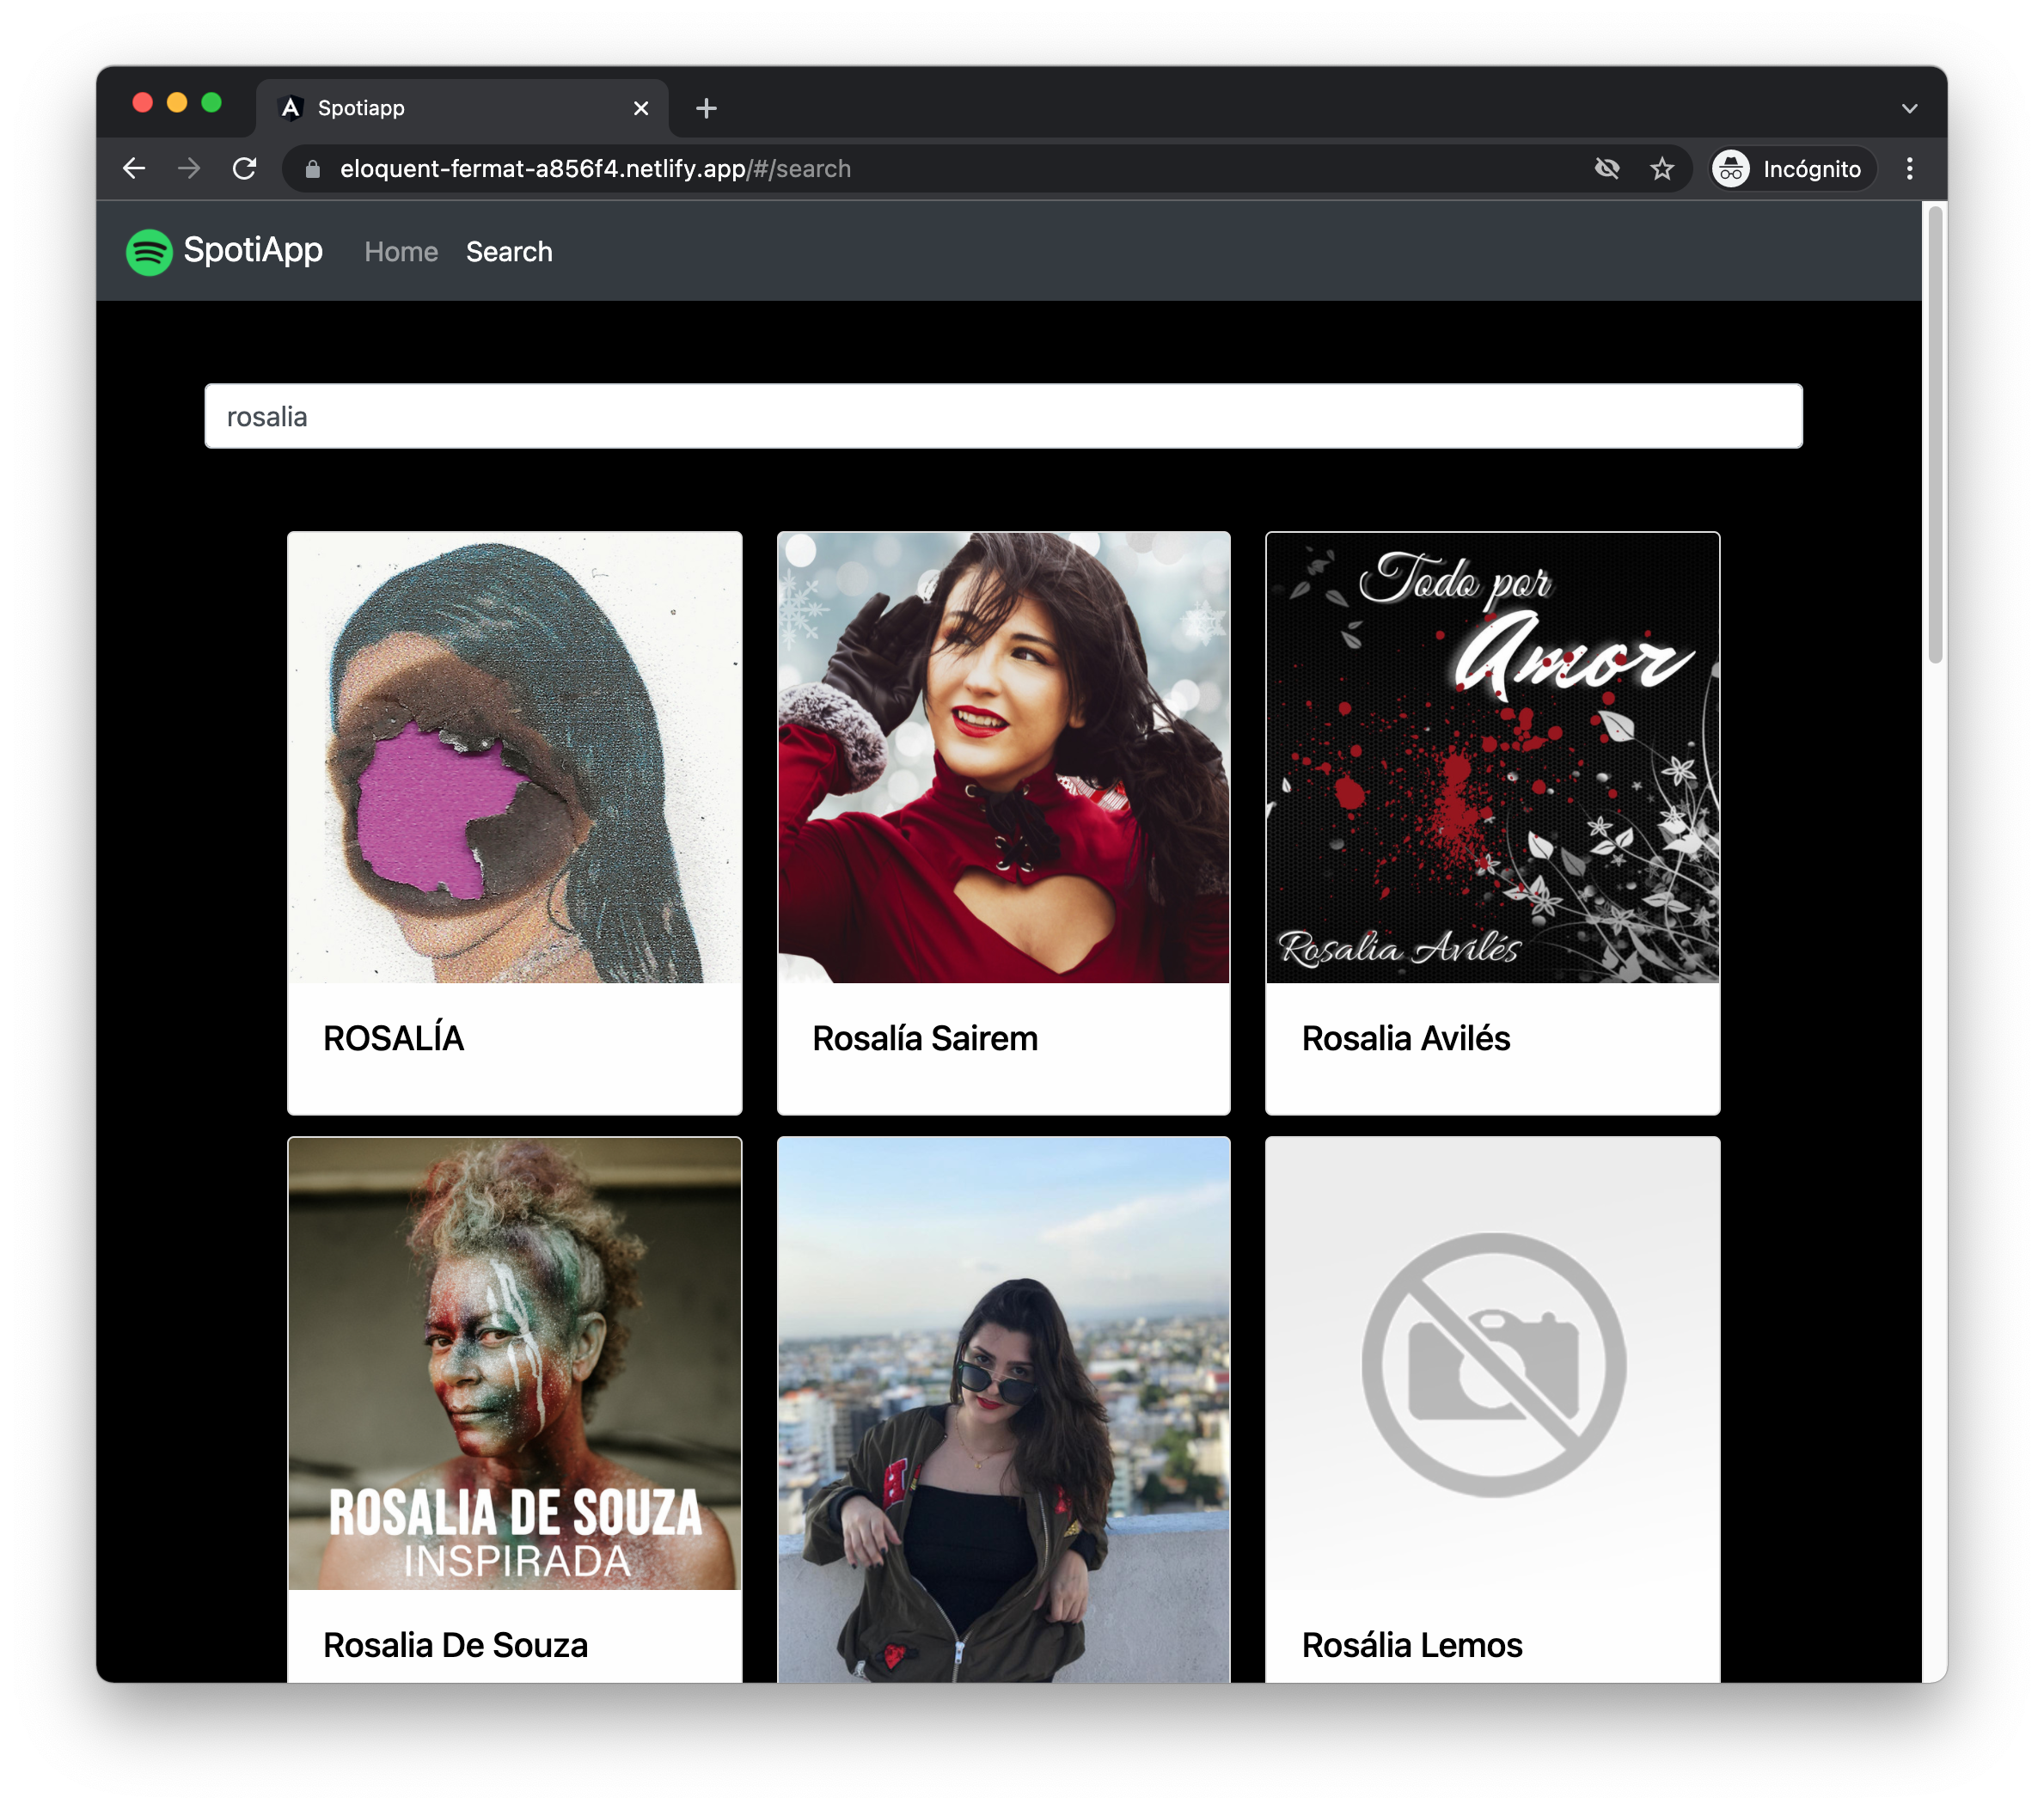 Spotiapp
eloquent-fermat-a856f4.netlify.app/#/search
Incógnito
SpotiApp
Home
Search
rosalia
Todo por
Amor
Rosalia Avilés
ROSALÍA
Rosalía Sairem
Rosalia Avilés
ROSALIA DE SOUZA
INSPIRADA
Rosalia De Souza
Rosália Lemos